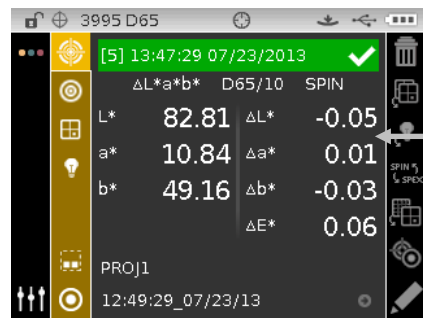 3995 D65
[5] 13:47:29 07/23/2013
ΔL*a*b* D65/10 SPIN
L* 82.81 ΔL* -0.05
a* 10.84 Δa* 0.01
b* 49.16 Δb* -0.03
ΔE* 0.06
SPIN
SPEX
PROJ1
12:49:29_07/23/13